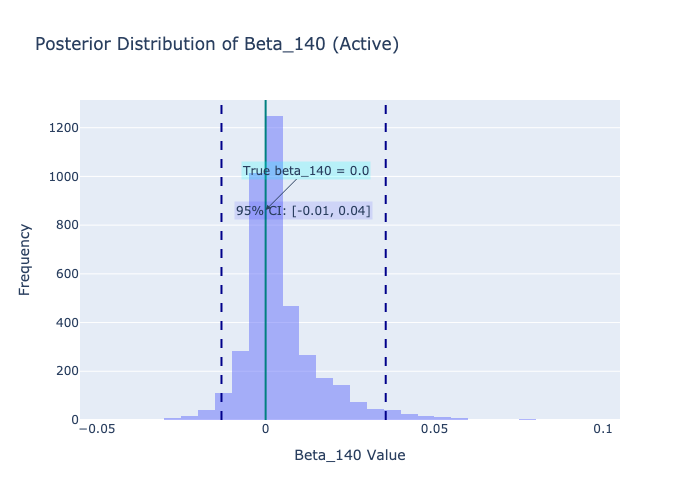 Posterior Distribution of Beta_140 (Active)
1200
True beta_140 = 0.0
1000
95% CI: [-0.01, 0.04]
800
600
400
200
0
−0.05
0
0.05
0.1
Beta_140 Value
Frequency